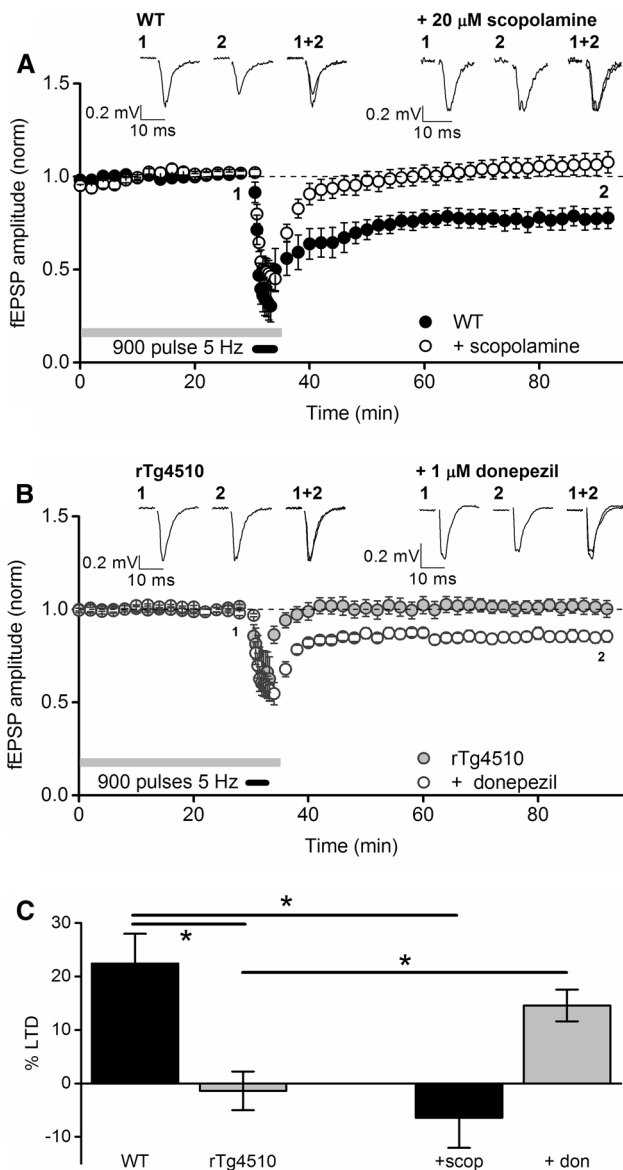 WT
+ 20 µM scopolamine
1 2 1+2 1 2 1+2
A
0.2 mV
10 ms
0.2 mV
10 ms
fEPSP amplitude (norm)
1.5
1.0
0.5
0.0
1
2
WT
+ scopolamine
900 pulse 5 Hz
0 20 40 60 80
Time (min)
B
rTg4510
+ 1 µM donepezil
1 2 1+2 1 2 1+2
0.2 mV
10 ms
0.2 mV
10 ms
fEPSP amplitude (norm)
1.5
1.0
0.5
0.0
1
2
rTg4510
+ donepezil
900 pulses 5 Hz
0 20 40 60 80
Time (min)
C
% LTD
30
20
10
0
-10
*
*
*
WT rTg4510 +scop + don